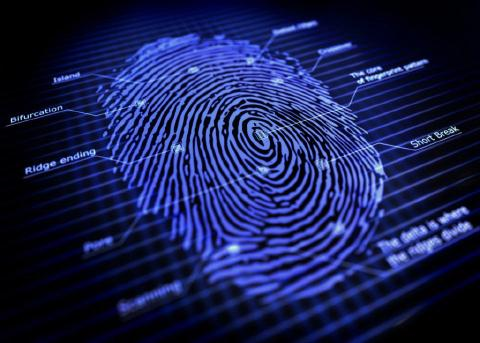 Island
Crossover
The core
of fingerprint pattern
Bifurcation
Short Break
Ridge ending
Pore
The delta is where
the ridges divide
Scanning